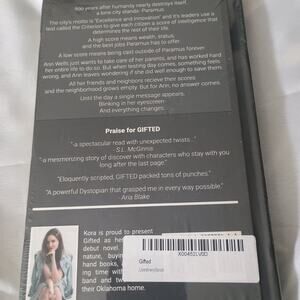 500 years after humanity nearly destroys itself,
a lone city stands: Paramus.
The city's motto is 'Excellence and Innovation' and its leaders use a
test called the Criterion to give each citizen a score of intelligence that
determines the rest of their life.
A high score means wealth, status,
and the best jobs Paramus has to offer.
A low score means being cast outside of Paramus forever.
Ann Wells just wants to take care of her parents, and has worked hard
her entire life to do so. But when testing day comes, something feels
wrong, and Ann leaves wondering if she did well enough to save them.
All her friends and neighbors receive their scores
and the neighborhood grows empty. But for Ann, no answer comes.
Until the day a single message appears.
Blinking in her eyescreen
And everything changes...
Praise for GIFTED
"-a spectacular read with unexpected twists..."
S.L. McGinnis
"-a mesmerizing story of discover with characters who stay with you
long after the last page."
"Eloquently scripted, GIFTED packed tons of punches."
"A powerful Dystopian that grasped me in every way possible."
- Aria Blake
Kora is proud to present
Gifted as her
debut novel.
nature, buying
hand books, a
ing time with
band and two
their Oklahoma home.
X00452LV0D
Gifted